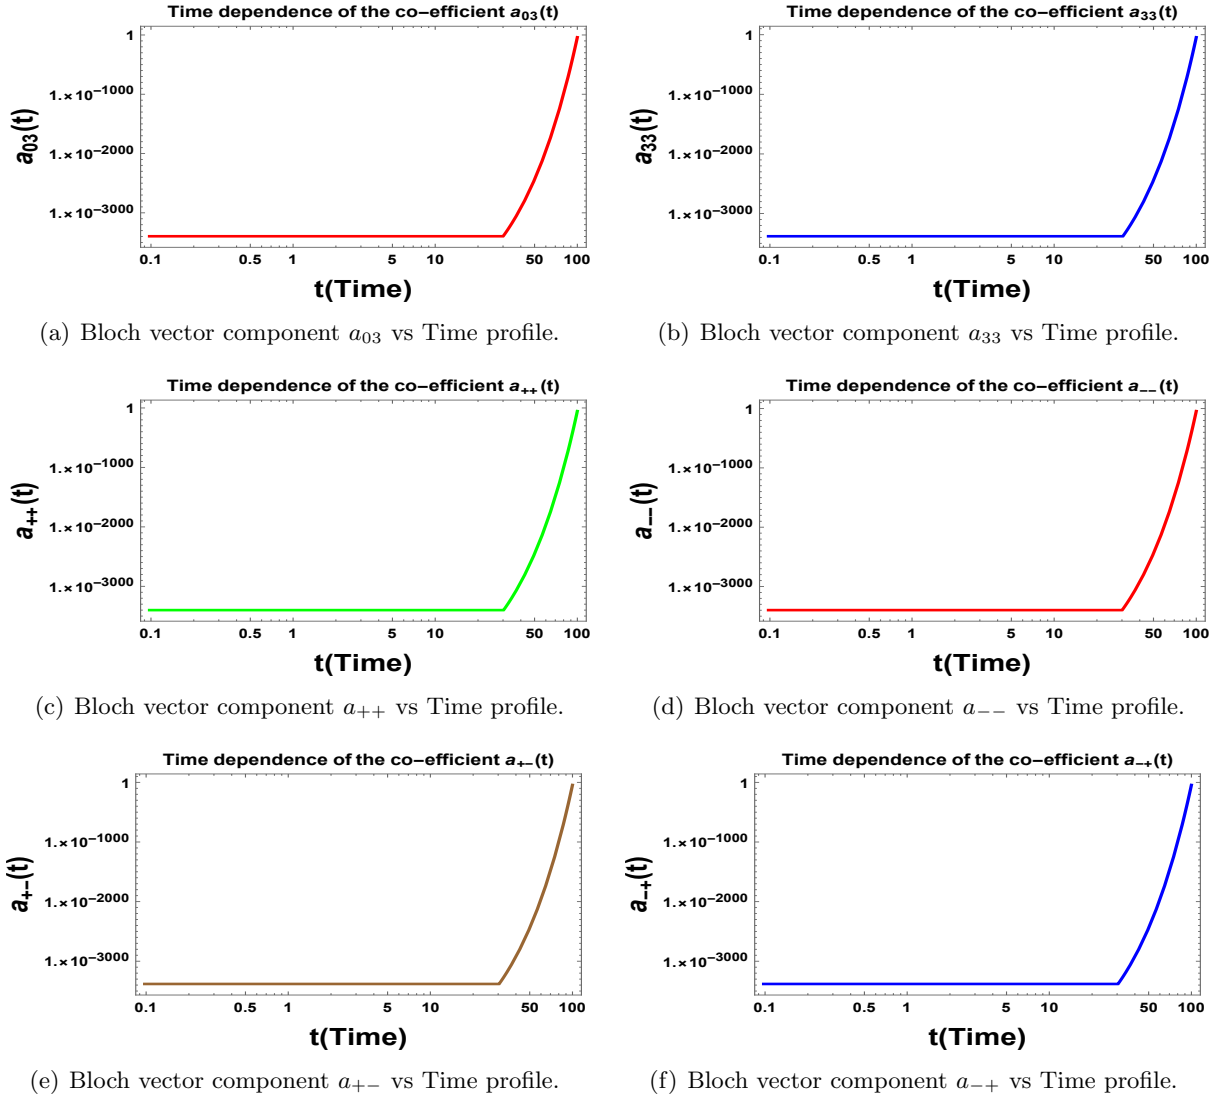 Time dependence of the co-efficient a₀₃(t)
1
1.×10⁻¹⁰⁰⁰
1.×10⁻²⁰⁰⁰
1.×10⁻³⁰⁰⁰
a₀₃(t)
0.1 0.5 1 5 10 50 100
t(Time)
(a) Bloch vector component a₀₃ vs Time profile.
Time dependence of the co-efficient a₃₃(t)
1
1.×10⁻¹⁰⁰⁰
1.×10⁻²⁰⁰⁰
1.×10⁻³⁰⁰⁰
a₃₃(t)
0.1 0.5 1 5 10 50 100
t(Time)
(b) Bloch vector component a₃₃ vs Time profile.
Time dependence of the co-efficient a₊₊(t)
1
1.×10⁻¹⁰⁰⁰
1.×10⁻²⁰⁰⁰
1.×10⁻³⁰⁰⁰
a₊₊(t)
0.1 0.5 1 5 10 50 100
t(Time)
(c) Bloch vector component a₊₊ vs Time profile.
Time dependence of the co-efficient a₋₋(t)
1
1.×10⁻¹⁰⁰⁰
1.×10⁻²⁰⁰⁰
1.×10⁻³⁰⁰⁰
a₋₋(t)
0.1 0.5 1 5 10 50 100
t(Time)
(d) Bloch vector component a₋₋ vs Time profile.
Time dependence of the co-efficient a₊₋(t)
1
1.×10⁻¹⁰⁰⁰
1.×10⁻²⁰⁰⁰
1.×10⁻³⁰⁰⁰
a₊₋(t)
0.1 0.5 1 5 10 50 100
t(Time)
(e) Bloch vector component a₊₋ vs Time profile.
Time dependence of the co-efficient a₋₊(t)
1
1.×10⁻¹⁰⁰⁰
1.×10⁻²⁰⁰⁰
1.×10⁻³⁰⁰⁰
a₋₊(t)
0.1 0.5 1 5 10 50 100
t(Time)
(f) Bloch vector component a₋₊ vs Time profile.